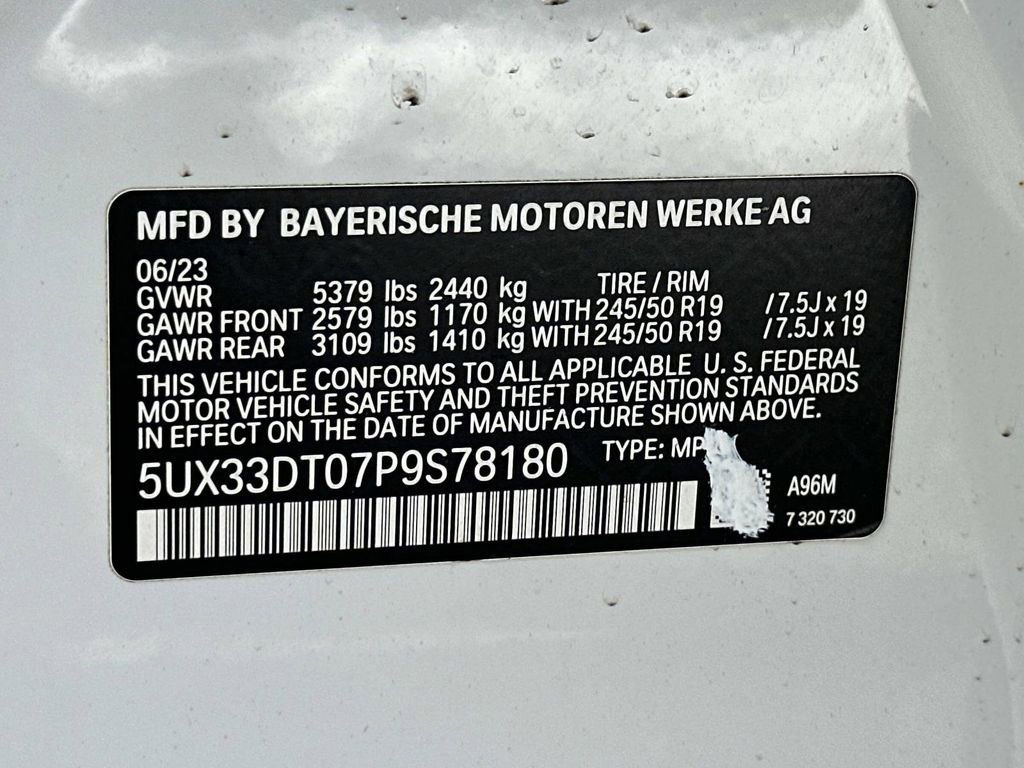 MFD BY BAYERISCHE MOTOREN WERKE AG
06/23
GVWR 5379 lbs 2440 kg TIRE / RIM
GAWR FRONT 2579 lbs 1170 kg WITH 245/50 R19 /7.5J x 19
GAWR REAR 3109 lbs 1410 kg WITH 245/50 R19 /7.5J x 19
THIS VEHICLE CONFORMS TO ALL APPLICABLE U. S. FEDERAL
MOTOR VEHICLE SAFETY AND THEFT PREVENTION STANDARDS
IN EFFECT ON THE DATE OF MANUFACTURE SHOWN ABOVE.
5UX33DT07P9S78180 TYPE:
A96M
7 320 730